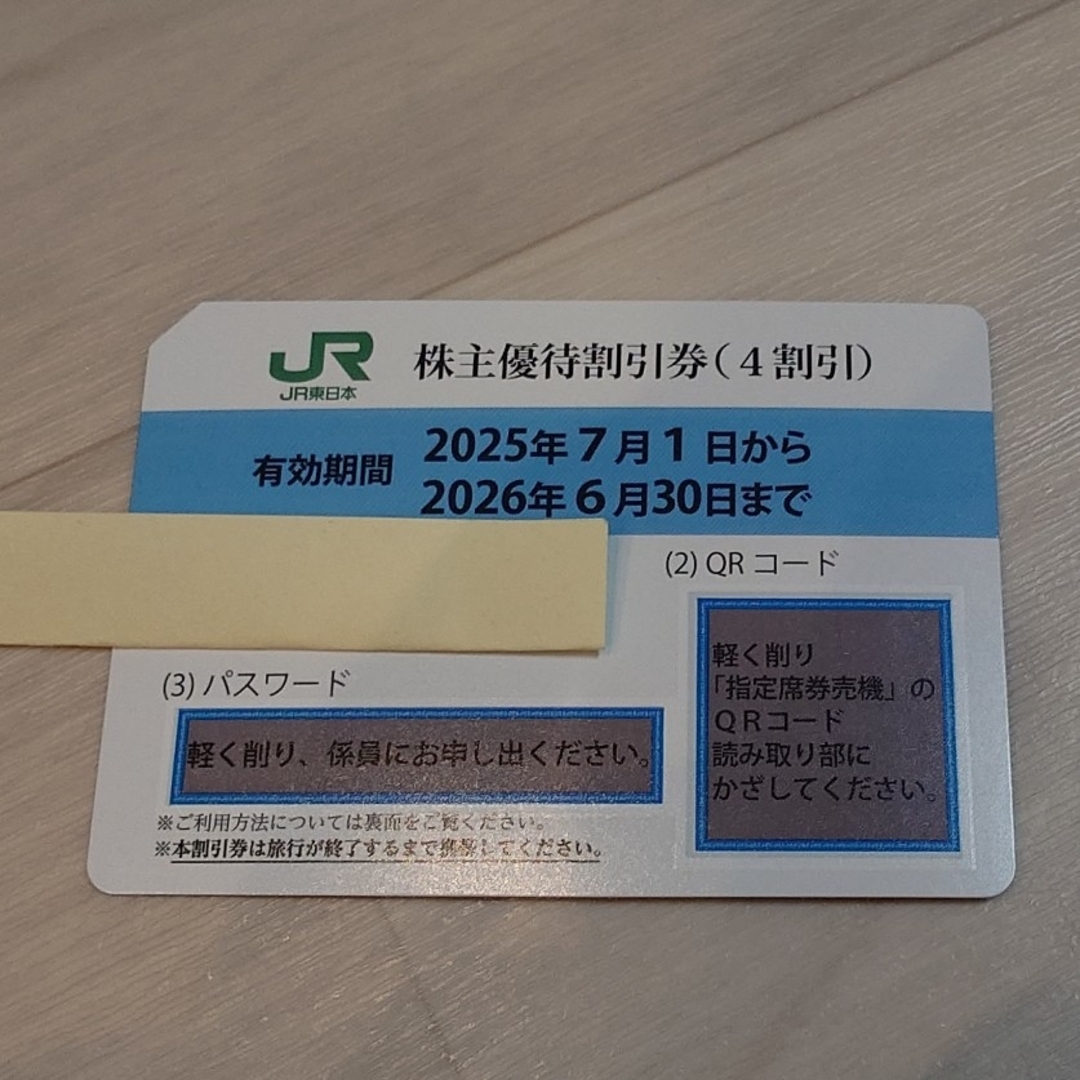 JR
JR東日本
株主優待割引券(4割引)
有効期間
2025年7月1日から
2026年6月30日まで
(2) QRコード
軽く削り
「指定席券売機」の
QRコード
読み取り部に
かざしてください。
(3) パスワード
軽く削り、係員にお申し出ください。
※ご利用方法については裏面をご覧ください。
※本割引券は旅行が終了するまで携帯してください。